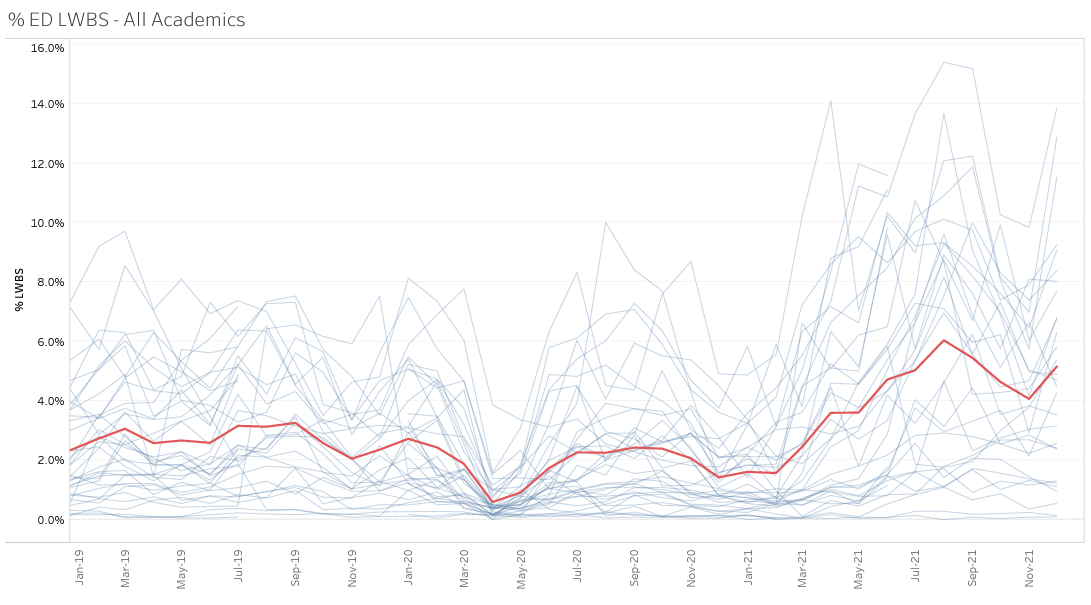 % ED LWBS - All Academics
16.0%
14.0%
12.0%
10.0%
8.0%
6.0%
4.0%
2.0%
0.0%
% LWBS
Jan-19
Mar-19
May-19
Jul-19
Sep-19
Nov-19
Jan-20
Mar-20
May-20
Jul-20
Sep-20
Nov-20
Jan-21
Mar-21
May-21
Jul-21
Sep-21
Nov-21